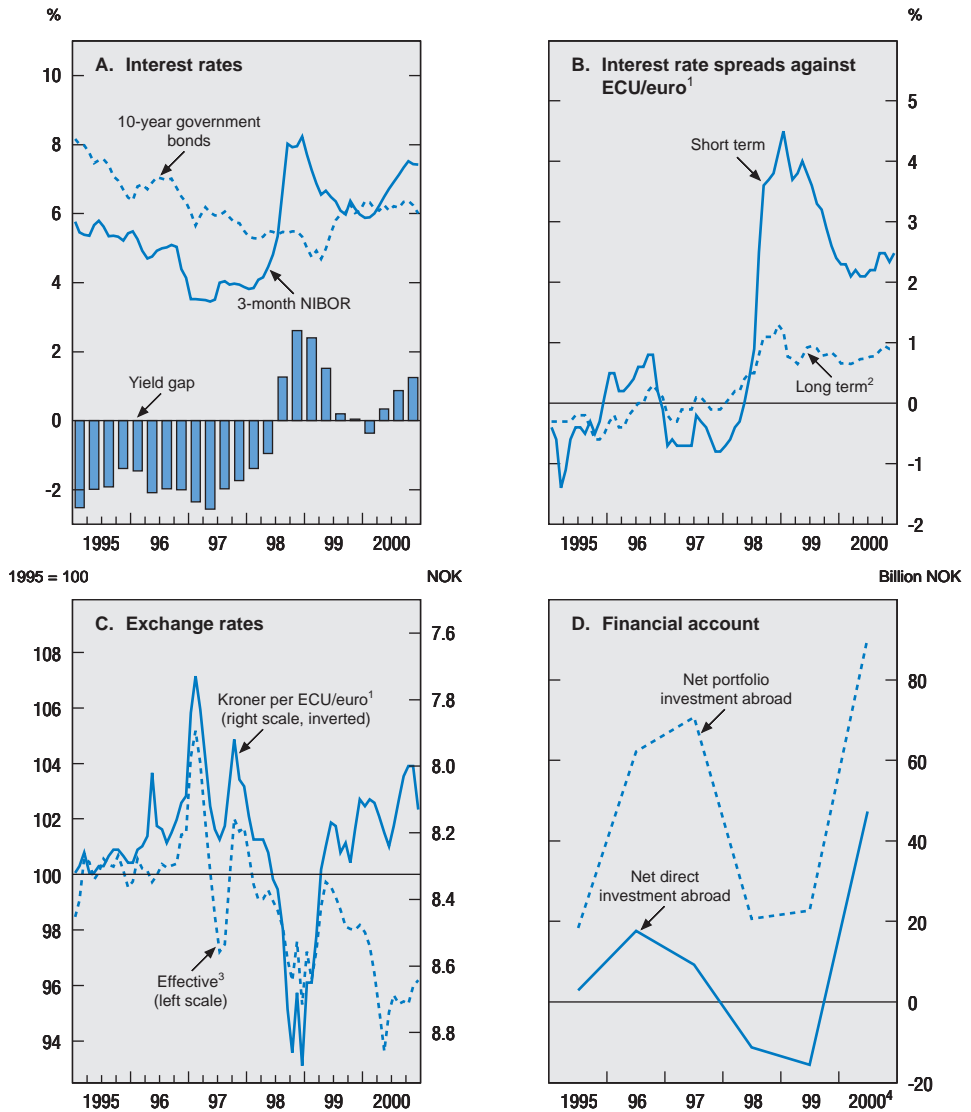 %
A. Interest rates
10
8
6
4
2
0
-2
10-year government
bonds
3-month NIBOR
Yield gap
1995 96 97 98 99 2000
%
B. Interest rate spreads against
ECU/euro1
5
4
3
2
1
0
-1
-2
Short term
Long term2
1995 96 97 98 99 2000
1995 = 100
NOK
C. Exchange rates
108
106
104
102
100
98
96
94
7.6
7.8
8.0
8.2
8.4
8.6
8.8
Kroner per ECU/euro1
(right scale, inverted)
Effective3
(left scale)
1995 96 97 98 99 2000
Billion NOK
D. Financial account
80
60
40
20
0
-20
Net portfolio
investment abroad
Net direct
investment abroad
1995 96 97 98 99 20004